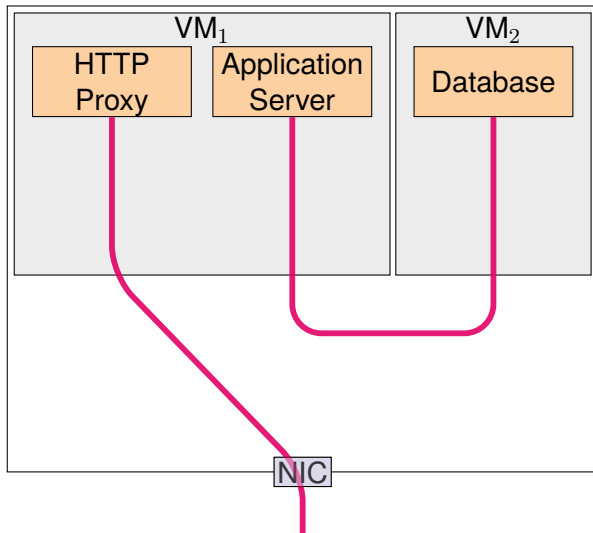 VM₁
VM₂
HTTP
Proxy
Application
Server
Database
NIC